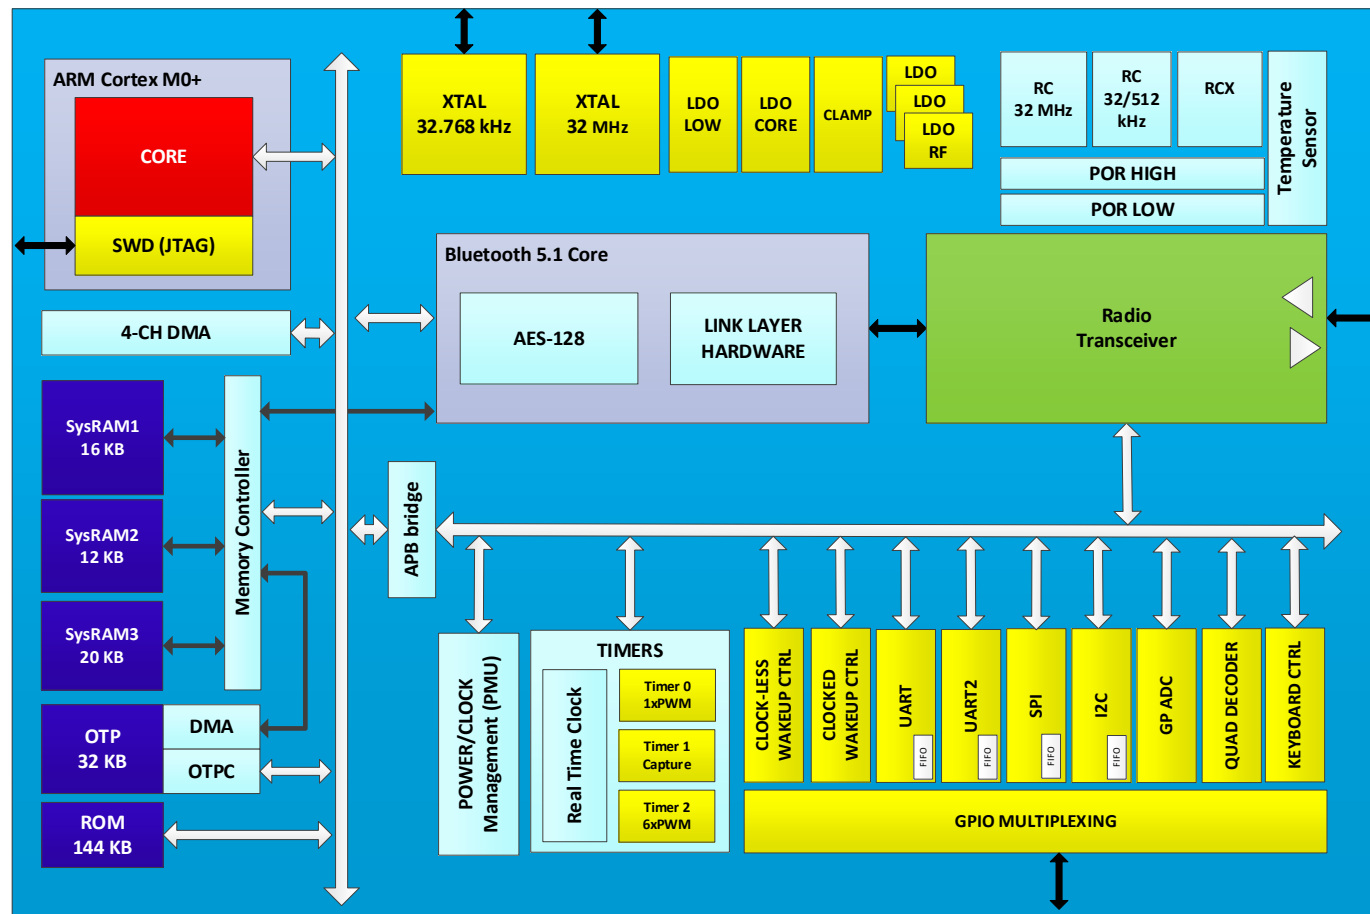 ARM Cortex M0+
CORE
SWD (JTAG)
XTAL
32.768 kHz
XTAL
32 MHz
LDO
LOW
LDO
CORE
CLAMP
LDO
LDO
LDO
RF
RC
32 MHz
RC
32/512
kHz
RCX
Temperature
Sensor
POR HIGH
POR LOW
Bluetooth 5.1 Core
AES-128
LINK LAYER
HARDWARE
Radio
Transceiver
4-CH DMA
SysRAM1
16 KB
SysRAM2
12 KB
SysRAM3
20 KB
Memory Controller
OTP
32 KB
DMA
OTPC
ROM
144 KB
APB bridge
POWER/CLOCK
Management (PMU)
TIMERS
Real Time Clock
Timer 0
1xPWM
Timer 1
Capture
Timer 2
6xPWM
CLOCK-LESS
WAKEUP CTRL
CLOCKED
WAKEUP CTRL
UART
FIFO
UART2
FIFO
SPI
FIFO
I2C
FIFO
GP ADC
QUAD DECODER
KEYBOARD CTRL
GPIO MULTIPLEXING